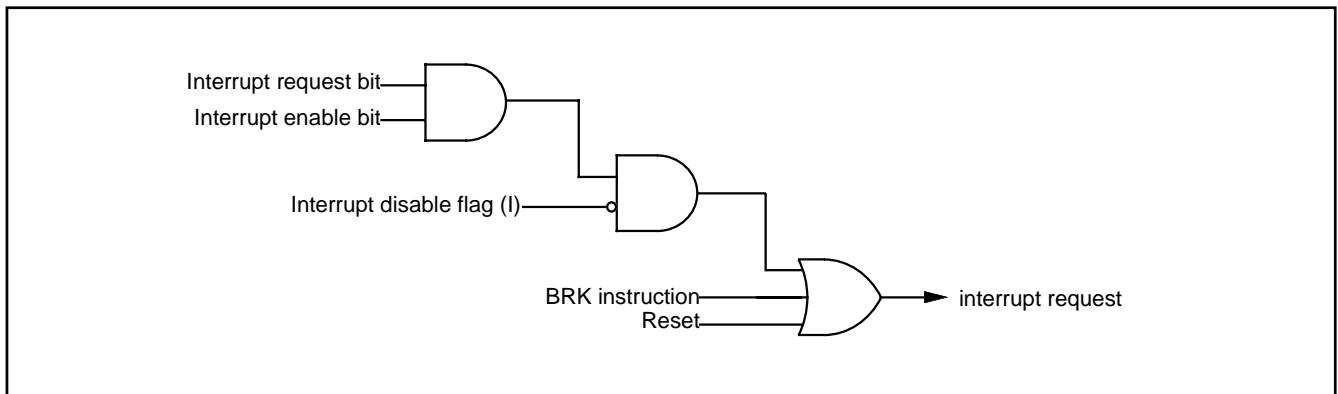 Interrupt request bit
Interrupt enable bit
Interrupt disable flag (I)
BRK instruction
Reset
interrupt request